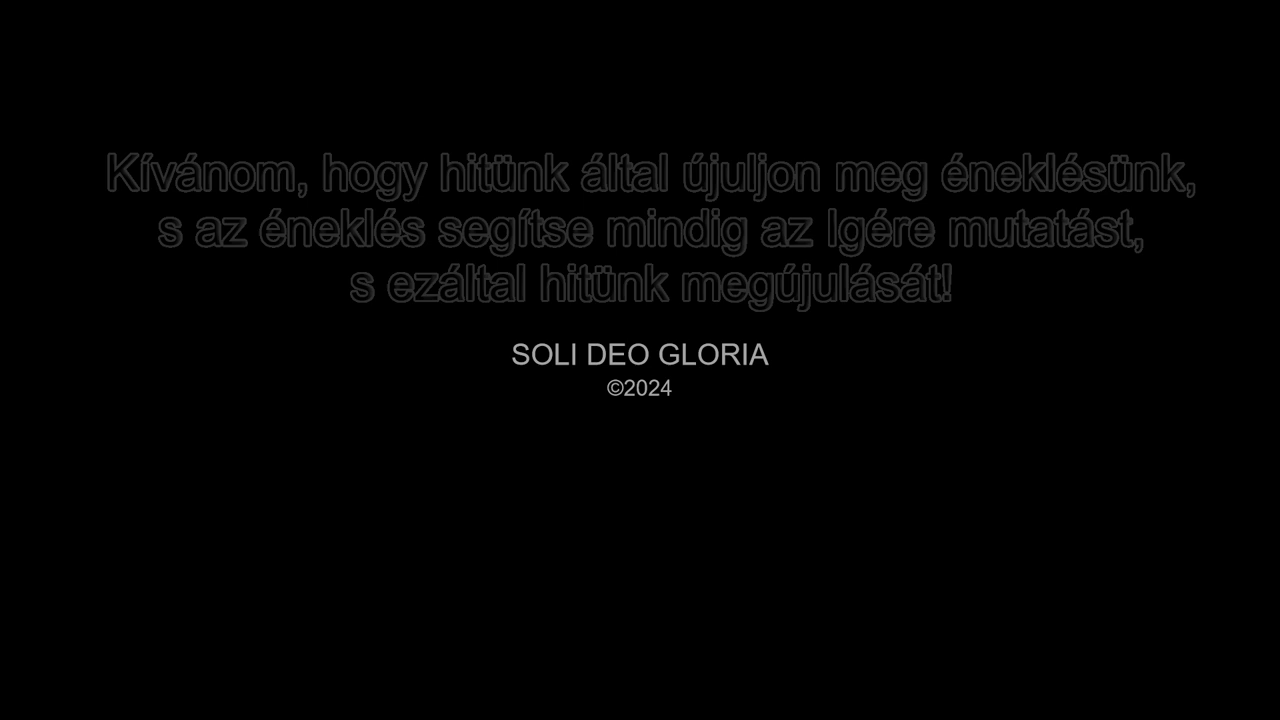 Kívánom, hogy hitünk által újuljon meg éneklésünk,
s az éneklés segítse mindig az Igére mutatást,
s ezáltal hitünk megújulását!
SOLI DEO GLORIA
©2024